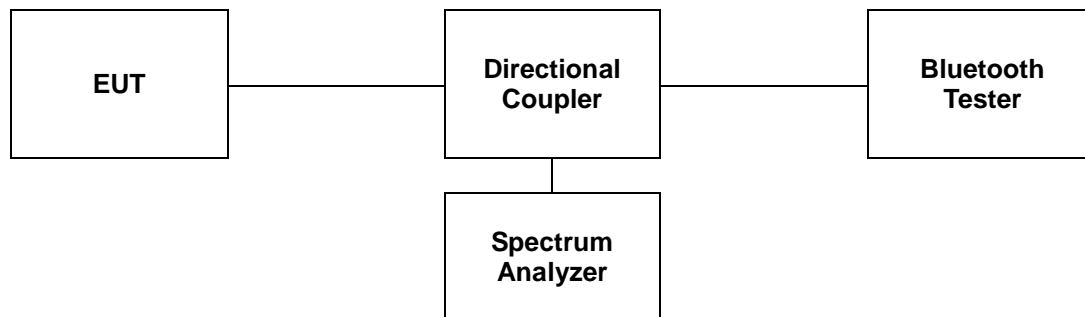 EUT
Directional
Coupler
Bluetooth
Tester
Spectrum
Analyzer